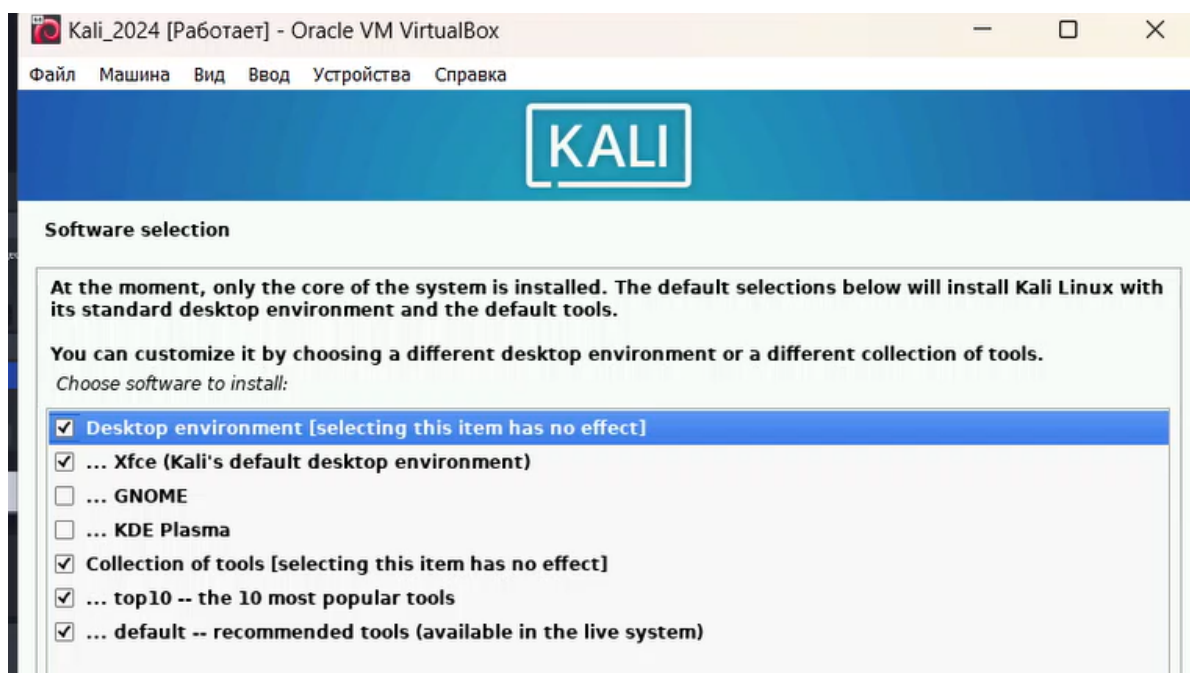 Kali_2024 [Работает] - Oracle VM VirtualBox
Файл Машина Вид Ввод Устройства Справка
KALI
Software selection
At the moment, only the core of the system is installed. The default selections below will install Kali Linux with
its standard desktop environment and the default tools.
You can customize it by choosing a different desktop environment or a different collection of tools.
Choose software to install:
Desktop environment [selecting this item has no effect]
... Xfce (Kali's default desktop environment)
... GNOME
... KDE Plasma
Collection of tools [selecting this item has no effect]
... top10 -- the 10 most popular tools
... default -- recommended tools (available in the live system)